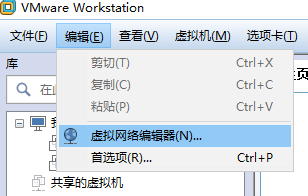 VMware Workstation
文件(F) 编辑(E) 查看(V) 虚拟机(M) 选项卡(T)
库
剪切(T) Ctrl+X
复制(C) Ctrl+C
粘贴(P) Ctrl+V
虚拟网络编辑器(N)...
首选项(R)... Ctrl+P
共享的虚拟机